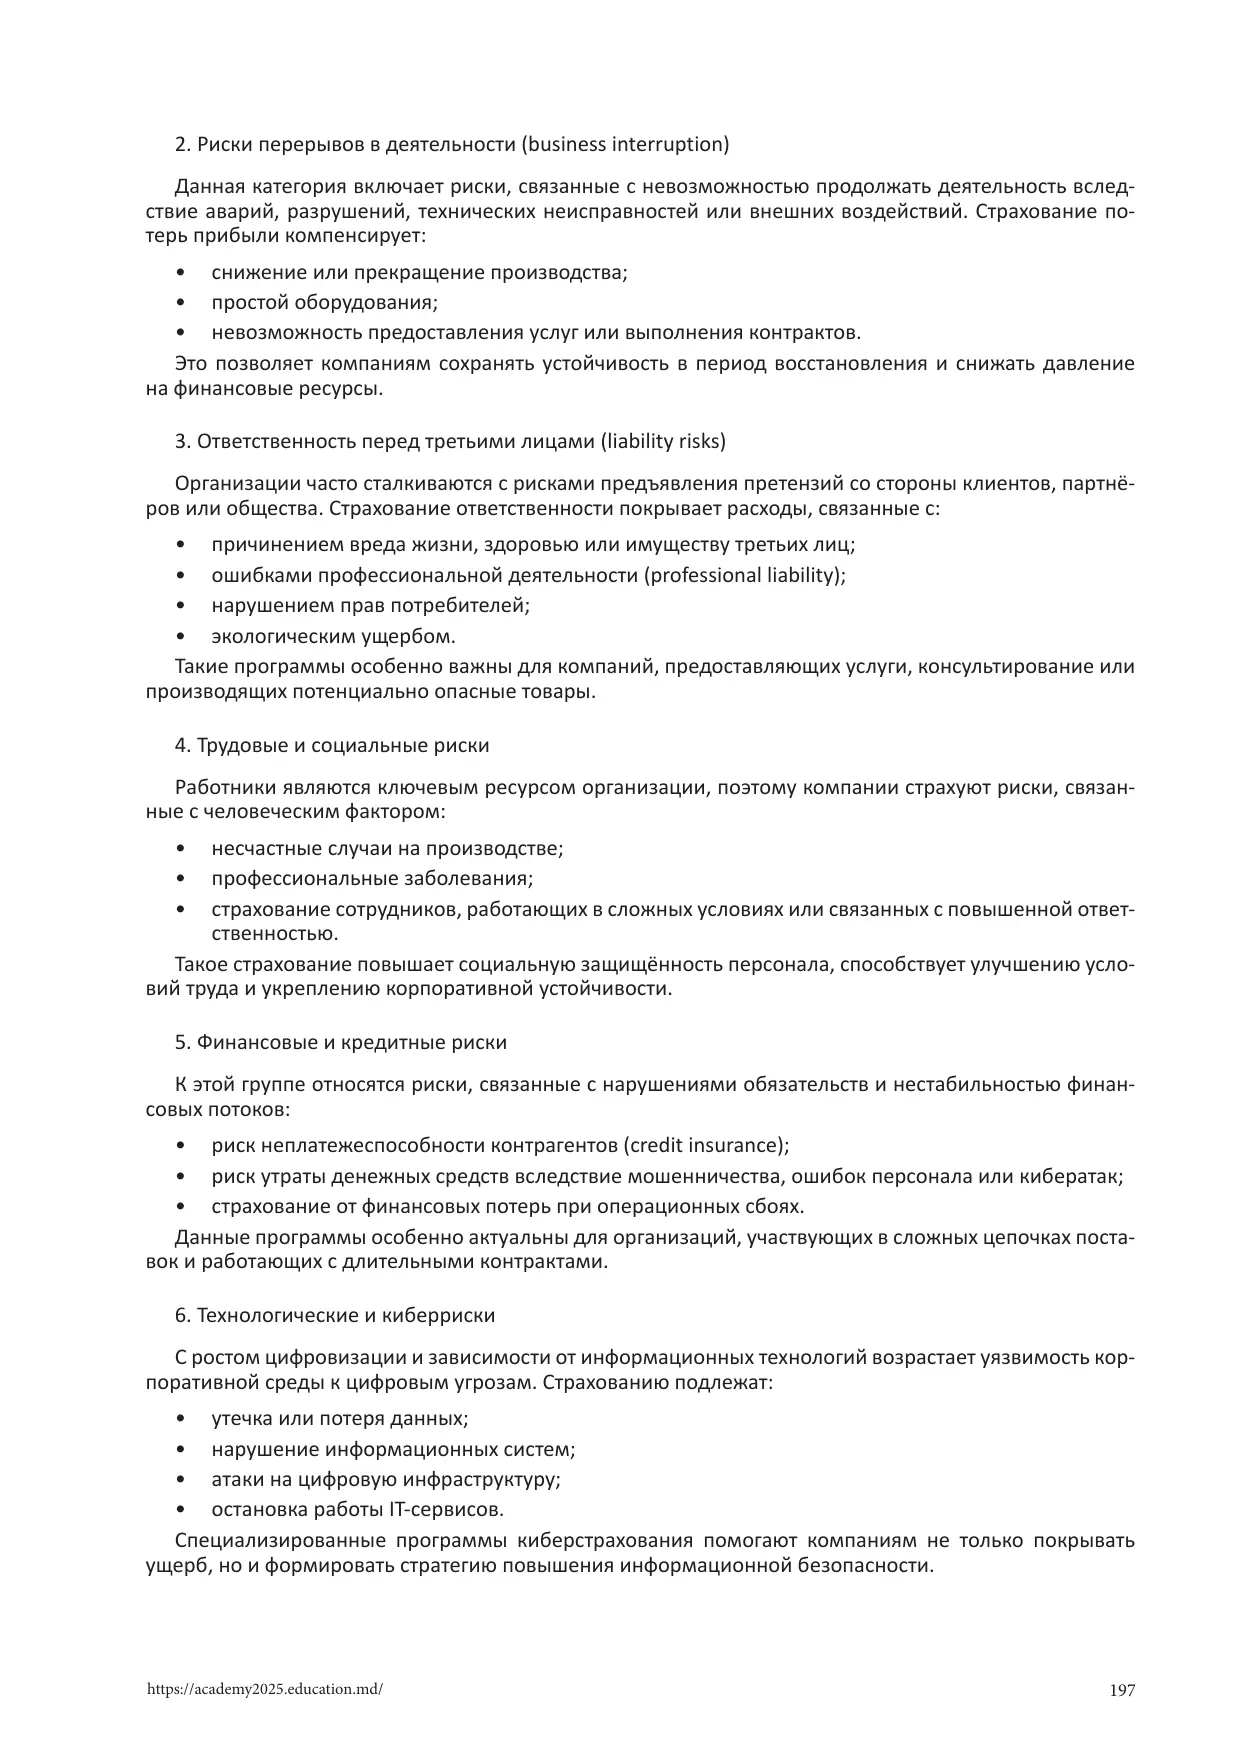 2. Риски перерывов в деятельности (business interruption)
Данная категория включает риски, связанные с невозможностью продолжать деятельность вслед-
ствие аварий, разрушений, технических неисправностей или внешних воздействий. Страхование по-
терь прибыли компенсирует:
• снижение или прекращение производства;
• простой оборудования;
• невозможность предоставления услуг или выполнения контрактов.
Это позволяет компаниям сохранять устойчивость в период восстановления и снижать давление
на финансовые ресурсы.
3. Ответственность перед третьими лицами (liability risks)
Организации часто сталкиваются с рисками предъявления претензий со стороны клиентов, партнё-
ров или общества. Страхование ответственности покрывает расходы, связанные с:
• причинением вреда жизни, здоровью или имуществу третьих лиц;
• ошибками профессиональной деятельности (professional liability);
• нарушением прав потребителей;
• экологическим ущербом.
Такие программы особенно важны для компаний, предоставляющих услуги, консультирование или
производящих потенциально опасные товары.
4. Трудовые и социальные риски
Работники являются ключевым ресурсом организации, поэтому компании страхуют риски, связан-
ные с человеческим фактором:
• несчастные случаи на производстве;
• профессиональные заболевания;
• страхование сотрудников, работающих в сложных условиях или связанных с повышенной ответ-
ственностью.
Такое страхование повышает социальную защищённость персонала, способствует улучшению усло-
вий труда и укреплению корпоративной устойчивости.
5. Финансовые и кредитные риски
К этой группе относятся риски, связанные с нарушениями обязательств и нестабильностью финан-
совых потоков:
• риск неплатежеспособности контрагентов (credit insurance);
• риск утраты денежных средств вследствие мошенничества, ошибок персонала или кибератак;
• страхование от финансовых потерь при операционных сбоях.
Данные программы особенно актуальны для организаций, участвующих в сложных цепочках поста-
вок и работающих с длительными контрактами.
6. Технологические и киберриски
С ростом цифровизации и зависимости от информационных технологий возрастает уязвимость кор-
поративной среды к цифровым угрозам. Страхованию подлежат:
• утечка или потеря данных;
• нарушение информационных систем;
• атаки на цифровую инфраструктуру;
• остановка работы IT-сервисов.
Специализированные программы киберстрахования помогают компаниям не только покрывать
ущерб, но и формировать стратегию повышения информационной безопасности.
https://academy2025.education.md/
197